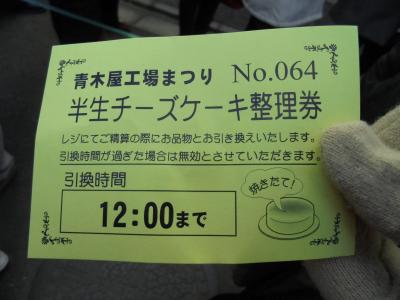 青木屋工場まつり No.064
半生チーズケーキ整理券
レジにてご精算の際にお品物とお引き換えいたします。
引換時間が過ぎた場合は無効とさせていただきます。
引換時間
焼きたて!
12:00まで